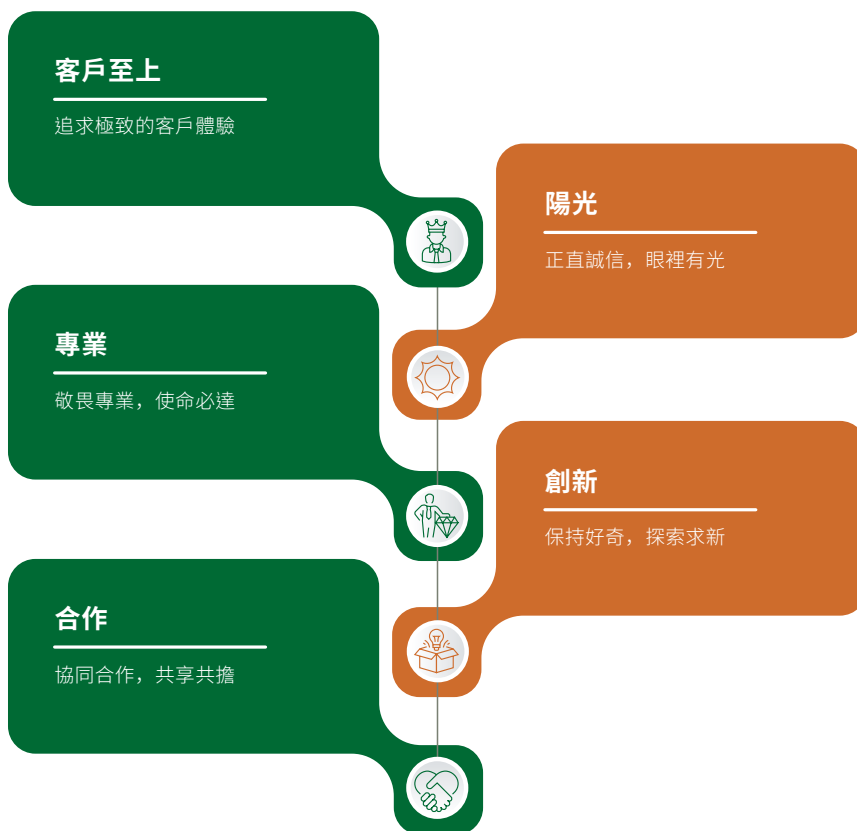 客戶至上
追求極致的客戶體驗
陽光
正直誠信，眼裡有光
專業
敬畏專業，使命必達
創新
保持好奇，探索求新
合作
協同合作，共享共擔